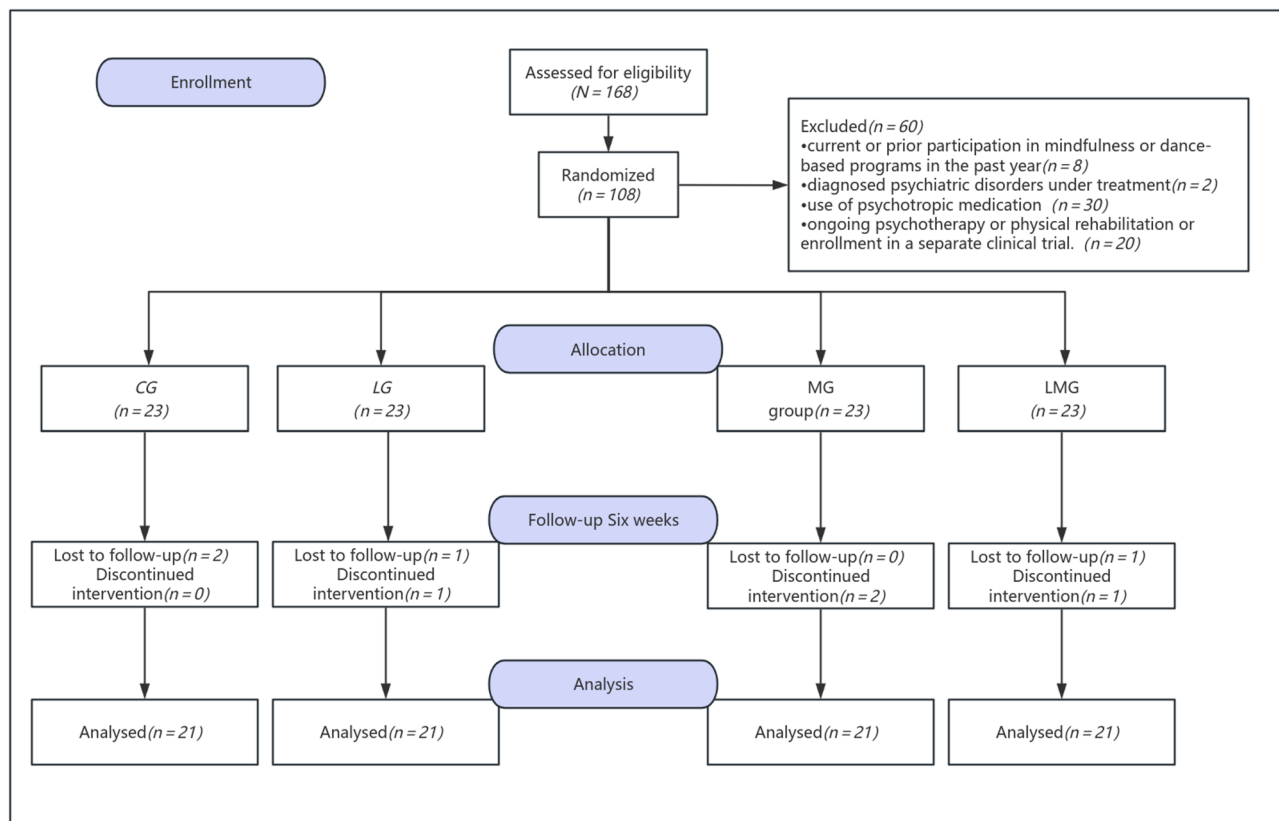 Enrollment
Assessed for eligibility
(N = 168)
Excluded(n = 60)
•current or prior participation in mindfulness or dance-
based programs in the past year(n = 8)
•diagnosed psychiatric disorders under treatment(n = 2)
•use of psychotropic medication (n = 30)
•ongoing psychotherapy or physical rehabilitation or
enrollment in a separate clinical trial. (n = 20)
Randomized
(n = 108)
Allocation
CG
(n = 23)
LG
(n = 23)
MG
group(n = 23)
LMG
(n = 23)
Follow-up Six weeks
Lost to follow-up(n = 2)
Discontinued
intervention(n = 0)
Lost to follow-up(n = 1)
Discontinued
intervention(n = 1)
Lost to follow-up(n = 0)
Discontinued
intervention(n = 2)
Lost to follow-up(n = 1)
Discontinued
intervention(n = 1)
Analysis
Analysed(n = 21)
Analysed(n = 21)
Analysed(n = 21)
Analysed(n = 21)